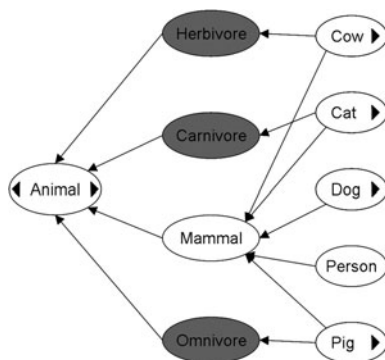 Herbivore
Cow
Carnivore
Cat
Animal
Dog
Mammal
Person
Omnivore
Pig